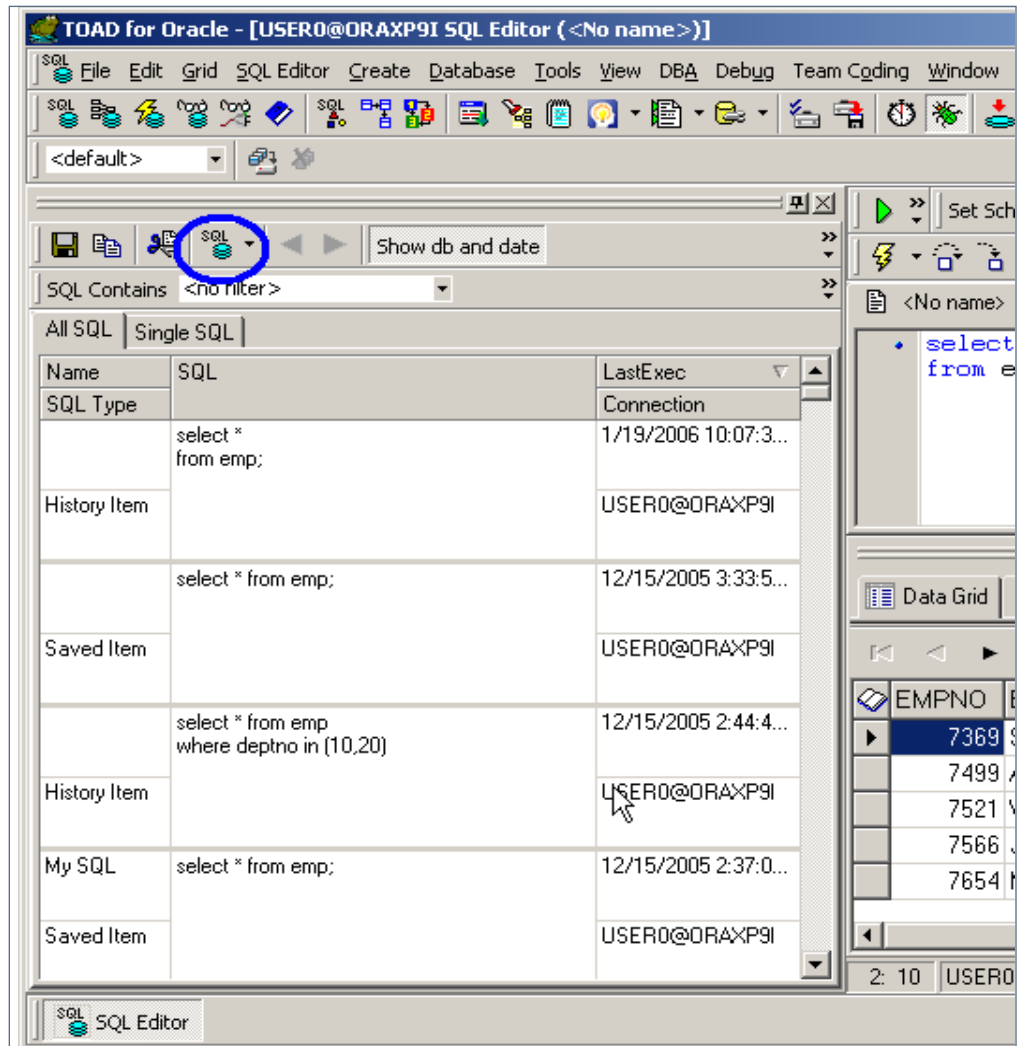 TOAD for Oracle - [USER0@ORAXP9I SQL Editor (<No name>)]
SQL File Edit Grid SQL Editor Create Database Tools View DBA Debug Team Coding Window
SQL SQL
<default>
Set Sch
SQL Show db and date
SQL Contains <no filter>
<No name>
All SQL Single SQL
select
from e
Name SQL LastExec
SQL Type Connection
select * 1/19/2006 10:07:3...
from emp;
History Item USER0@ORAXP9I
select * from emp; 12/15/2005 3:33:5...
Data Grid
Saved Item USER0@ORAXP9I
EMPNO
select * from emp 12/15/2005 2:44:4...
where deptno in (10,20)
7369
7499
History Item USER0@ORAXP9I
7521
7566
My SQL select * from emp; 12/15/2005 2:37:0...
7654
Saved Item USER0@ORAXP9I
2: 10 USER0
SQL SQL Editor